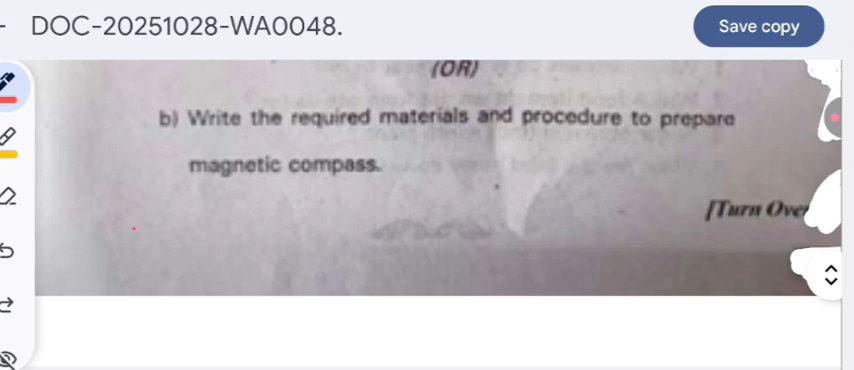 DOC-20251028-WA0048.
Save copy
(OR)
b) Write the required materials and procedure to prepare
magnetic compass.
[Turn Over